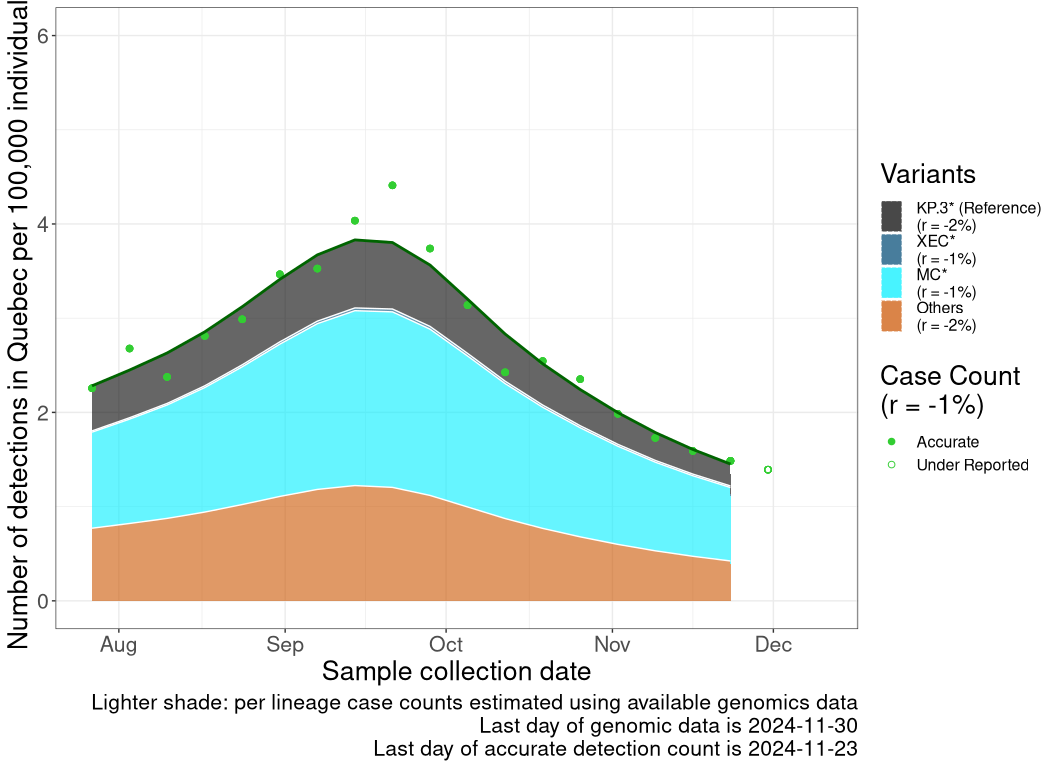 Number of detections in Quebec per 100,000 individual
6
4
2
0
Aug Sep Oct Nov Dec
Sample collection date
Lighter shade: per lineage case counts estimated using available genomics data
Last day of genomic data is 2024-11-30
Last day of accurate detection count is 2024-11-23
Variants
KP.3* (Reference)
(r = -2%)
XEC*
(r = -1%)
MC*
(r = -1%)
Others
(r = -2%)
Case Count
(r = -1%)
Accurate
Under Reported